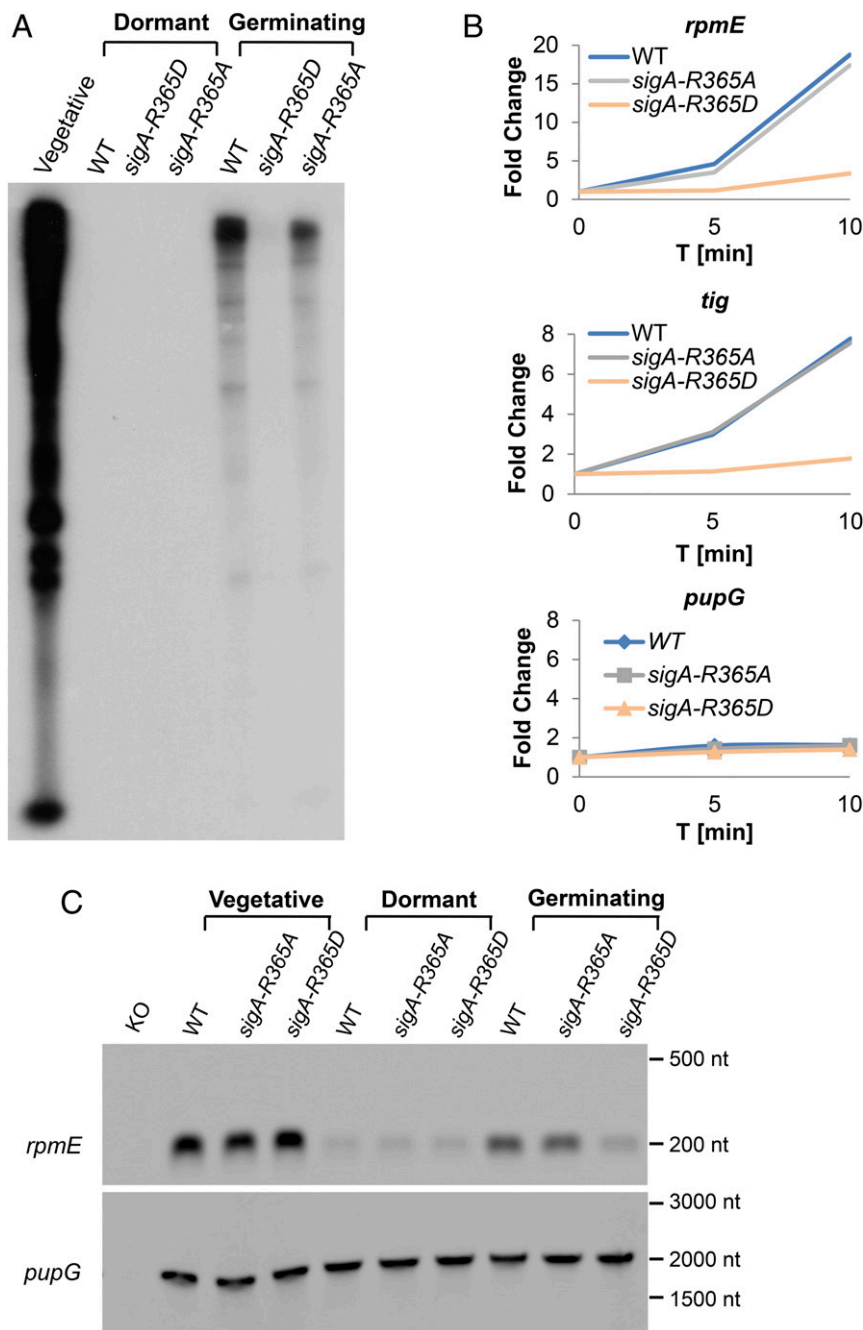 A
Dormant Germinating
Vegetative WT sigA-R365D sigA-R365A WT sigA-R365D sigA-R365A
B
rpmE
Fold Change
20
15
10
5
0
WT
sigA-R365A
sigA-R365D
0 5 10
T [min]
tig
Fold Change
8
6
4
2
0
WT
sigA-R365A
sigA-R365D
0 5 10
T [min]
pupG
Fold Change
8
6
4
2
0
WT
sigA-R365A
sigA-R365D
0 5 10
T [min]
C
Vegetative Dormant Germinating
KO WT sigA-R365A sigA-R365D WT sigA-R365A sigA-R365D WT sigA-R365A sigA-R365D
500 nt
rpmE 200 nt
3000 nt
pupG 2000 nt
1500 nt